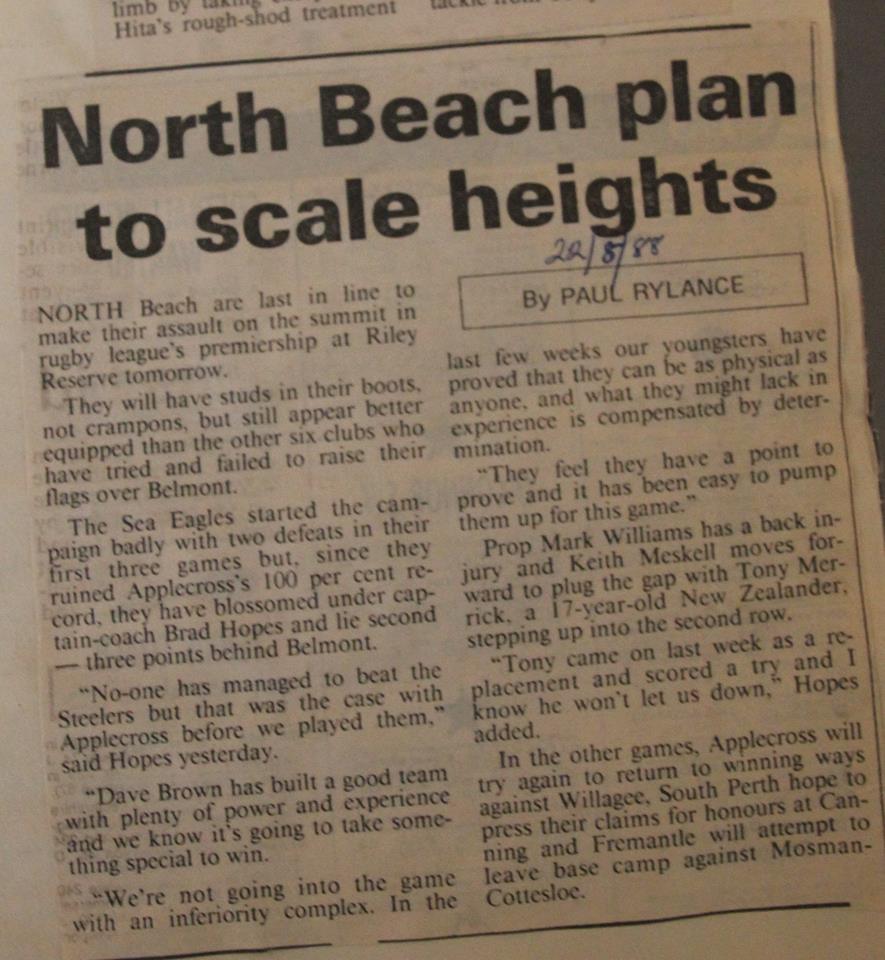 limb by taking
Hita's rough-shod treatment
North Beach plan
to scale heights
22/8/88
By PAUL RYLANCE
NORTH Beach are last in line to
make their assault on the summit in
rugby league's premiership at Riley
Reserve tomorrow.
They will have studs in their boots,
not crampons, but still appear better
equipped than the other six clubs who
have tried and failed to raise their
flags over Belmont.
The Sea Eagles started the cam-
paign badly with two defeats in their
first three games but, since they
ruined Applecross's 100 per cent re-
cord, they have blossomed under cap-
tain-coach Brad Hopes and lie second
— three points behind Belmont.
"No-one has managed to beat the
Steelers but that was the case with
Applecross before we played them,"
said Hopes yesterday.
"Dave Brown has built a good team
with plenty of power and experience
and we know it's going to take some-
thing special to win.
"We're not going into the game
with an inferiority complex. In the
last few weeks our youngsters have
proved that they can be as physical as
anyone, and what they might lack in
experience is compensated by deter-
mination.
"They feel they have a point to
prove and it has been easy to pump
them up for this game."
Prop Mark Williams has a back in-
jury and Keith Meskell moves for-
ward to plug the gap with Tony Mer-
rick, a 17-year-old New Zealander,
stepping up into the second row.
"Tony came on last week as a re-
placement and scored a try and I
know he won't let us down," Hopes
added.
In the other games, Applecross will
try again to return to winning ways
against Willagee, South Perth hope to
press their claims for honours at Can-
ning and Fremantle will attempt to
leave base camp against Mosman-
Cottesloe.